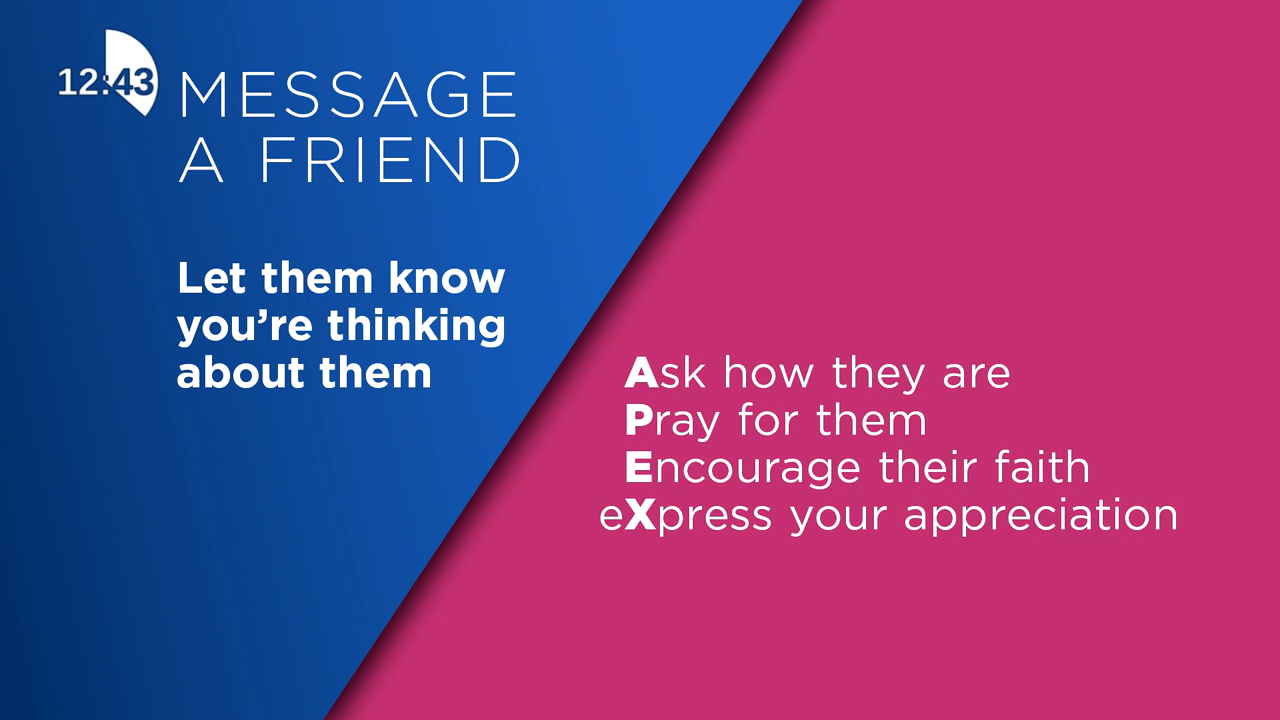 12:43
MESSAGE
A FRIEND
Let them know
you’re thinking
about them
Ask how they are
Pray for them
Encourage their faith
eXpress your appreciation